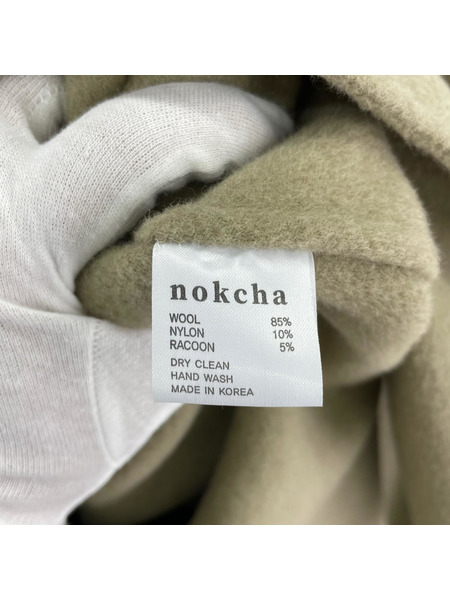 nokcha
WOOL 85%
NYLON 10%
RACOON 5%
DRY CLEAN
HAND WASH
MADE IN KOREA